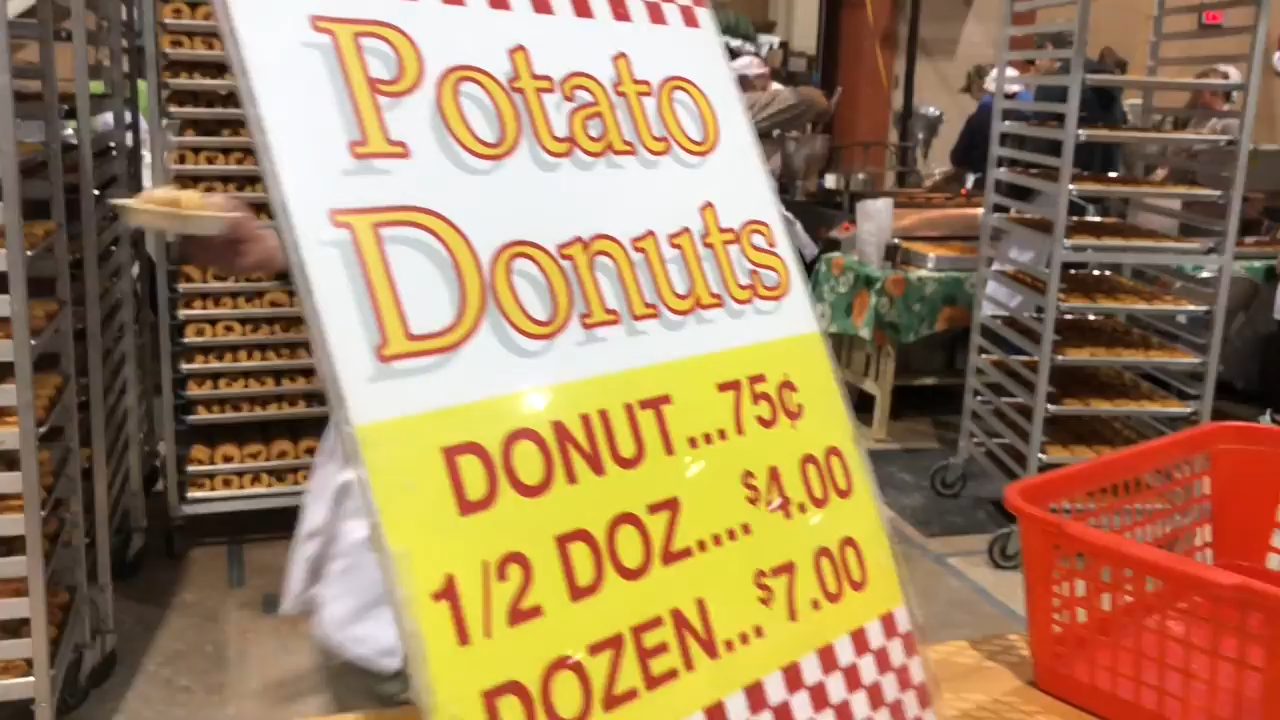 Potato
Donuts
DONUT...75¢
1/2 DOZ....$4.00
DOZEN...$7.00